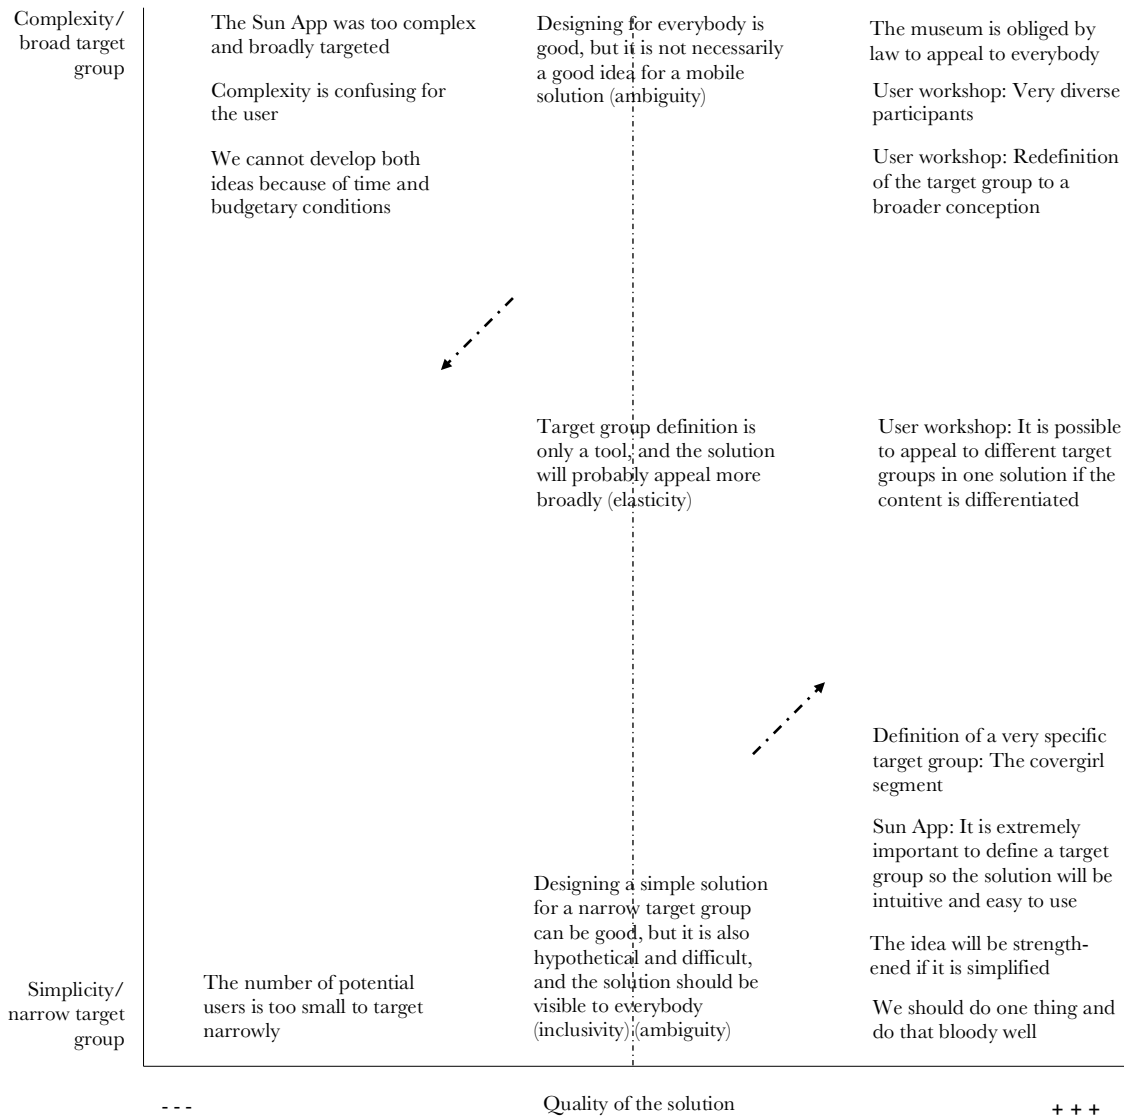 Complexity/
broad target
group
The Sun App was too complex
and broadly targeted
Complexity is confusing for
the user
We cannot develop both
ideas because of time and
budgetary conditions
Designing for everybody is
good, but it is not necessarily
a good idea for a mobile
solution (ambiguity)
The museum is obliged by
law to appeal to everybody
User workshop: Very diverse
participants
User workshop: Redefinition
of the target group to a
broader conception
Target group definition is
only a tool, and the solution
will probably appeal more
broadly (elasticity)
User workshop: It is possible
to appeal to different target
groups in one solution if the
content is differentiated
Definition of a very specific
target group: The covergirl
segment
Sun App: It is extremely
important to define a target
group so the solution will be
intuitive and easy to use
The idea will be strength-
ened if it is simplified
We should do one thing and
do that bloody well
Designing a simple solution
for a narrow target group
can be good, but it is also
hypothetical and difficult,
and the solution should be
visible to everybody
(inclusivity) (ambiguity)
The number of potential
users is too small to target
narrowly
Simplicity/
narrow target
group
- - -
Quality of the solution
+ + +